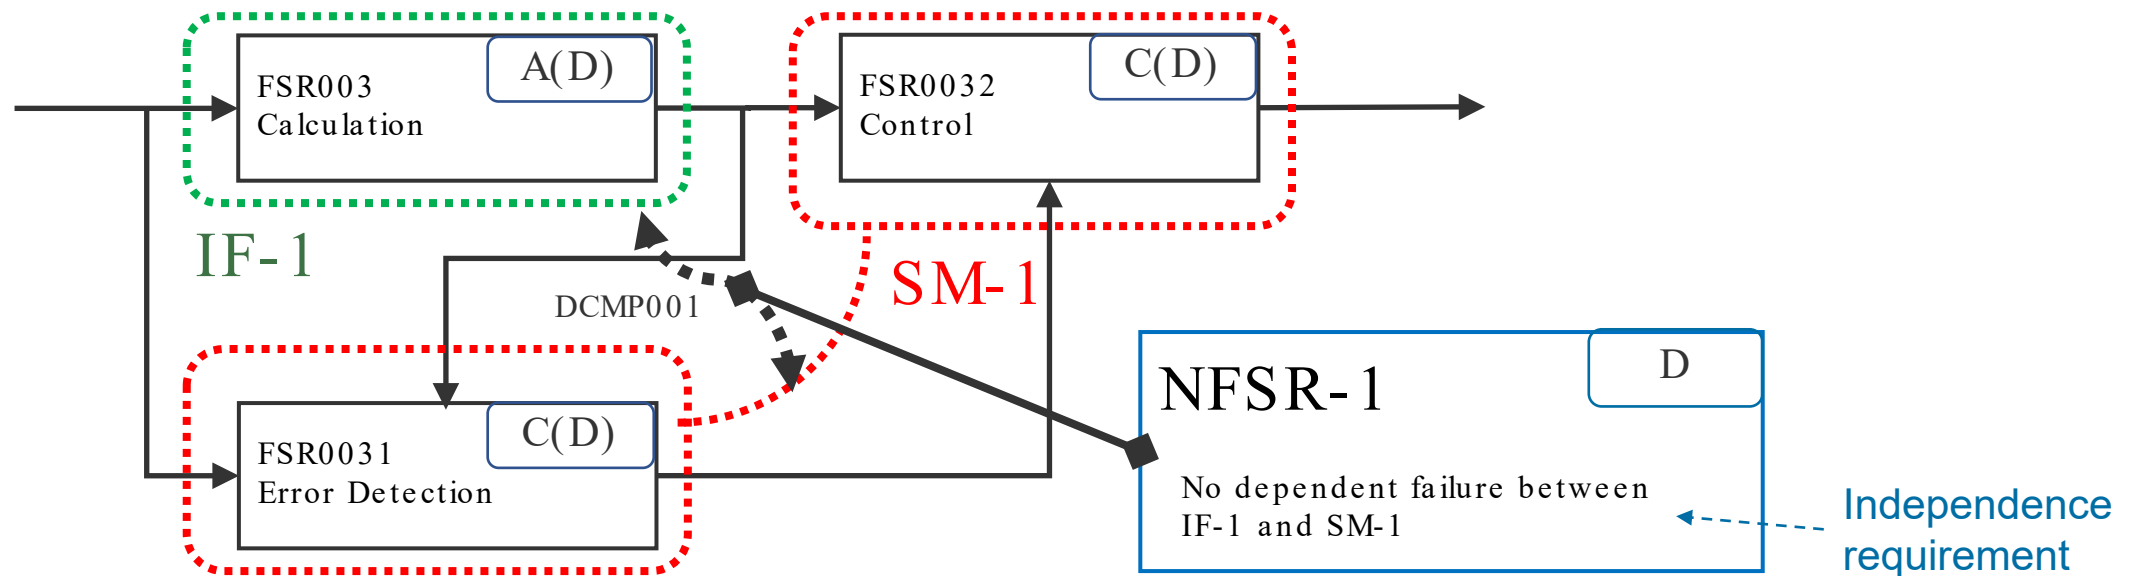 A(D)
FSR003
Calculation
C(D)
FSR0032
Control
IF-1
SM-1
DCMP001
C(D)
FSR0031
Error Detection
D
NFSR-1
No dependent failure between
IF-1 and SM-1
Independence
requirement